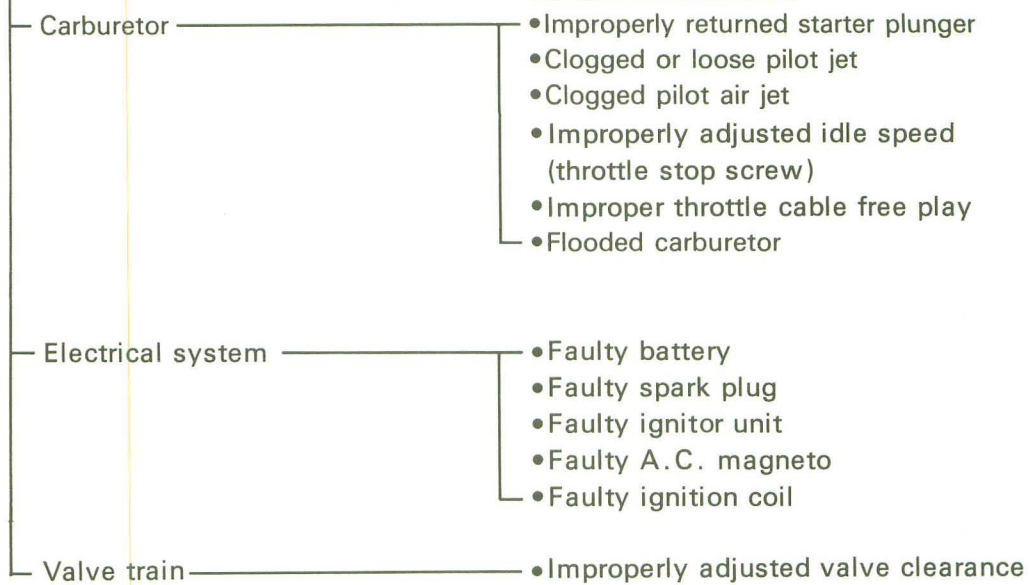 Carburetor •Improperly returned starter plunger
•Clogged or loose pilot jet
•Clogged pilot air jet
•Improperly adjusted idle speed
(throttle stop screw)
•Improper throttle cable free play
•Flooded carburetor
Electrical system •Faulty battery
•Faulty spark plug
•Faulty ignitor unit
•Faulty A.C. magneto
•Faulty ignition coil
Valve train •Improperly adjusted valve clearance